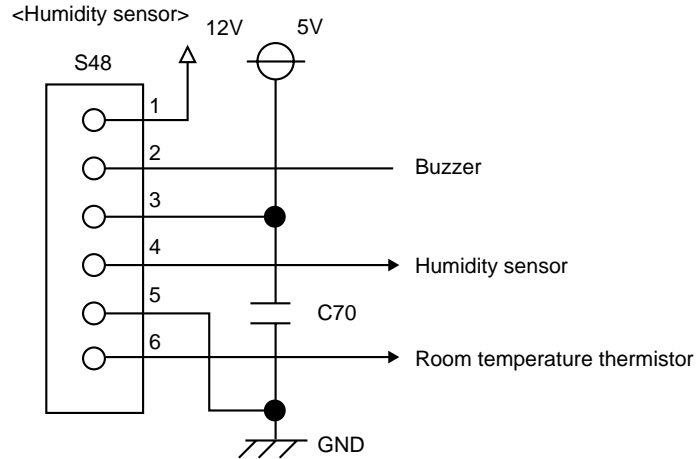 <Humidity sensor>
12V
5V
S48
1
2
Buzzer
3
4
Humidity sensor
5
C70
6
Room temperature thermistor
GND